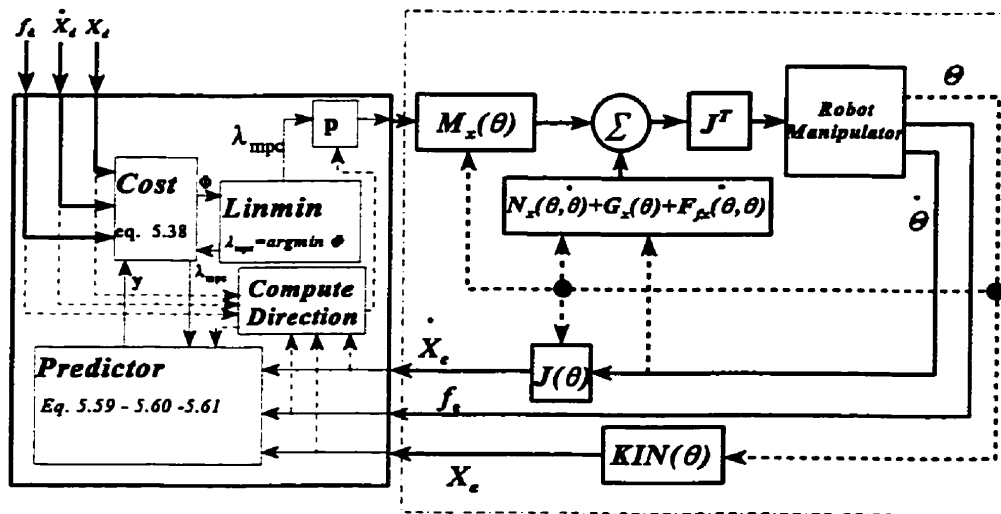 f_d Ẋ_d X_d
λ_mpc
p
Cost
eq. 5.38
Φ
Linmin
λ_mpc=argmin Φ
λ_mpc
y
Compute
Direction
Predictor
Eq. 5.59 - 5.60 -5.61
M_x(θ)
Σ
J^T
Robot
Manipulator
Θ
N_x(θ,θ̇)+G_x(θ)+F_fx(θ̇,θ)
Θ̇
Ẋ_e
J(θ)
f_e
KIN(θ)
X_e